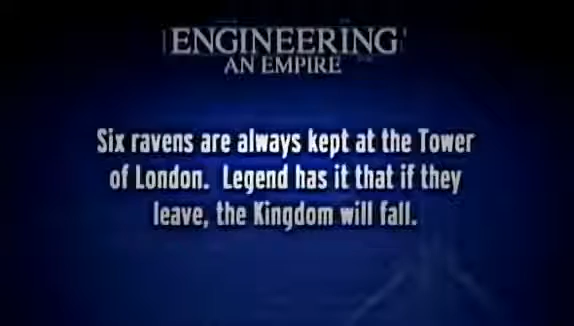 ENGINEERING
AN EMPIRE
Six ravens are always kept at the Tower
of London.  Legend has it that if they
leave, the Kingdom will fall.